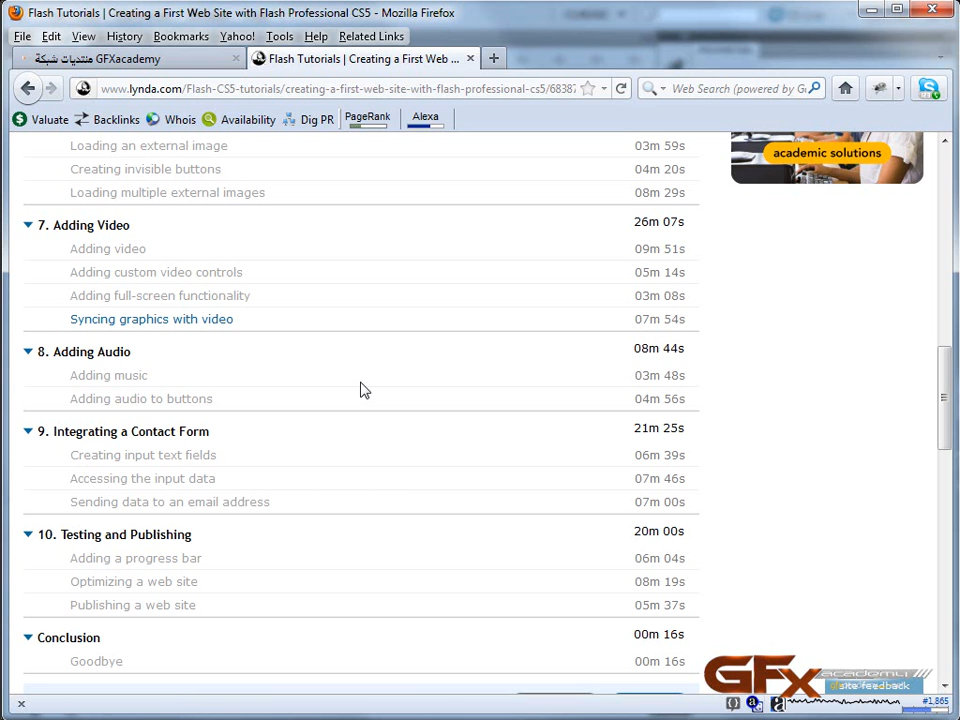 Flash Tutorials | Creating a First Web Site with Flash Professional CS5 - Mozilla Firefox
File Edit View History Bookmarks Yahoo! Tools Help Related Links
منتديات شبكة GFXacademy
Flash Tutorials | Creating a First Web ...
www.lynda.com/Flash-CS5-tutorials/creating-a-first-web-site-with-flash-professional-cs5/68387
Web Search (powered by Gi
Valuate Backlinks Whois Availability Dig PR PageRank Alexa
academic solutions
Loading an external image 03m 59s
Creating invisible buttons 04m 20s
Loading multiple external images 08m 29s
7. Adding Video 26m 07s
Adding video 09m 51s
Adding custom video controls 05m 14s
Adding full-screen functionality 03m 08s
Syncing graphics with video 07m 54s
8. Adding Audio 08m 44s
Adding music 03m 48s
Adding audio to buttons 04m 56s
9. Integrating a Contact Form 21m 25s
Creating input text fields 06m 39s
Accessing the input data 07m 46s
Sending data to an email address 07m 00s
10. Testing and Publishing 20m 00s
Adding a progress bar 06m 04s
Optimizing a web site 08m 19s
Publishing a web site 05m 37s
Conclusion 00m 16s
Goodbye 00m 16s
GFx academy
site feedback
#1,865